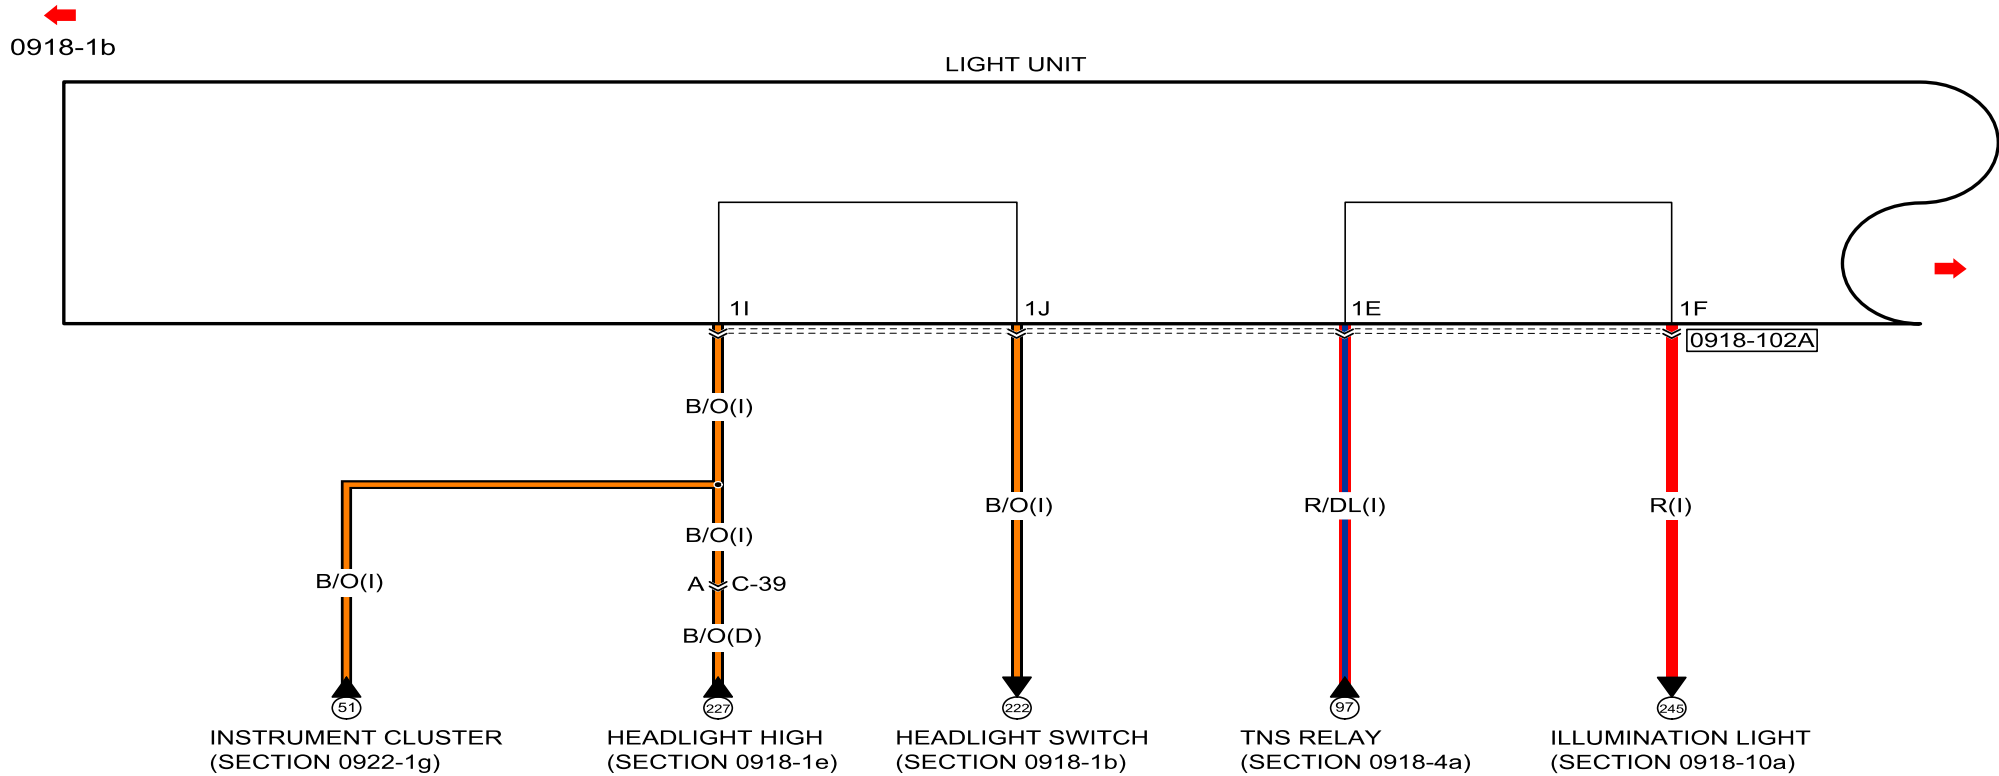 0918-1b
LIGHT UNIT
1I
1J
1E
1F
0918-102A
B/O(I)
B/O(I)
R/DL(I)
R(I)
B/O(I)
B/O(I)
A
C-39
B/O(D)
51
227
222
97
245
INSTRUMENT CLUSTER
(SECTION 0922-1g)
HEADLIGHT HIGH
(SECTION 0918-1e)
HEADLIGHT SWITCH
(SECTION 0918-1b)
TNS RELAY
(SECTION 0918-4a)
ILLUMINATION LIGHT
(SECTION 0918-10a)